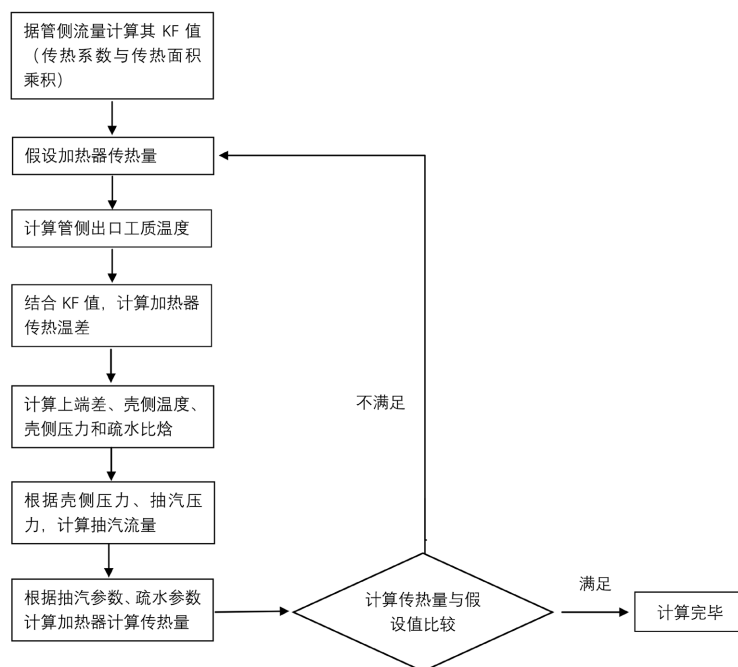 据管侧流量计算其 KF 值
（传热系数与传热面积
乘积）
假设加热器传热量
计算管侧出口工质温度
结合 KF 值，计算加热器
传热温差
计算上端差、壳侧温度、
壳侧压力和疏水比焓
不满足
根据壳侧压力、抽汽压
力，计算抽汽流量
根据抽汽参数、疏水参数
计算加热器计算传热量
计算传热量与假
设值比较
满足
计算完毕